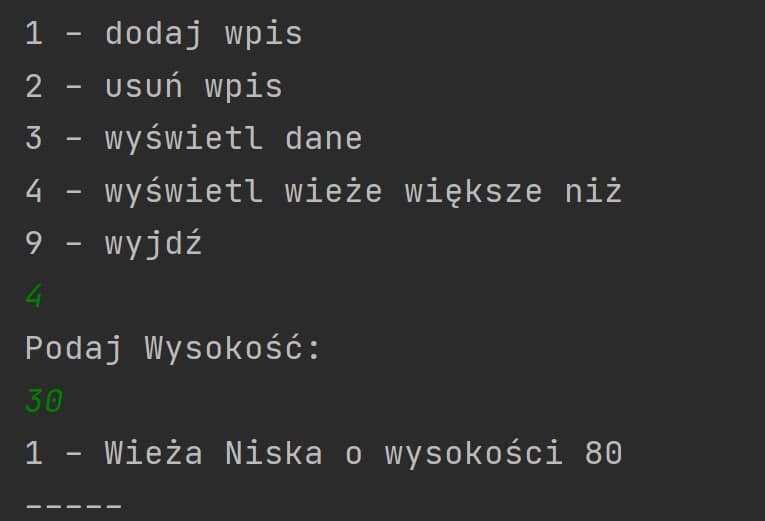 1 - dodaj wpis
2 - usuń wpis
3 - wyświetl dane
4 - wyświetl wieże większe niż
9 - wyjdź
4
Podaj Wysokość:
30
1 - Wieża Niska o wysokości 80
-----